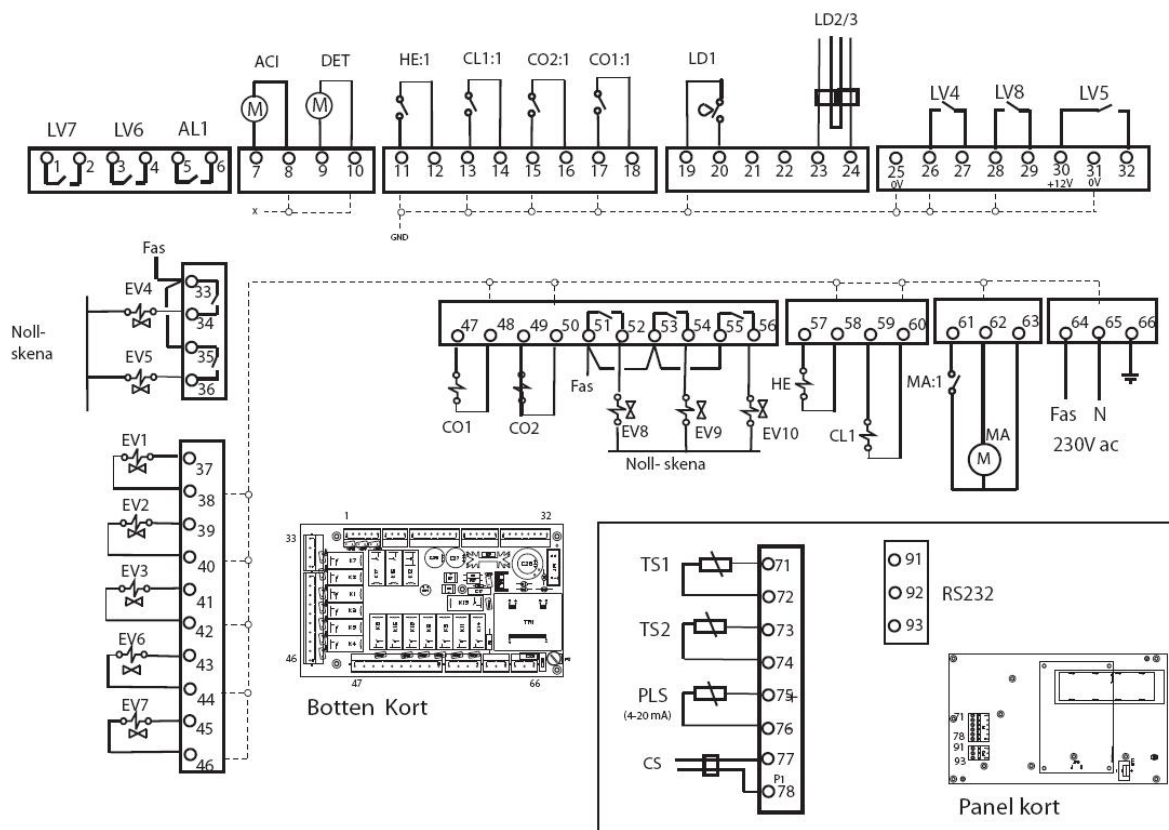 LD2/3
ACI DET HE:1 CL1:1 CO2:1 CO1:1 LD1
M M
LV4 LV8 LV5
LV7 LV6 AL1
1 2 3 4 5 6 7 8 9 10 11 12 13 14 15 16 17 18 19 20 21 22 23 24 25 26 27 28 29 30 31 32
0V +12V 0V
x
GND
Fas
EV4
33
34
Noll-
skena
EV5
35
36
47 48 49 50 51 52 53 54 55 56 57 58 59 60 61 62 63 64 65 66
Fas
HE
MA:1
CO1 CO2 EV8 EV9 EV10 CL1 MA
M
Fas N
230V ac
Noll- skena
EV1
37
38
EV2
39
40
EV3
41
42
EV6
43
44
EV7
45
46
1 32
33
46
47 66
Botten Kort
TS1
71
72
TS2
73
74
PLS
(4-20 mA)
75+
76
CS
77
P1
78
91
92
93
RS232
71
78
91
93
Panel kort